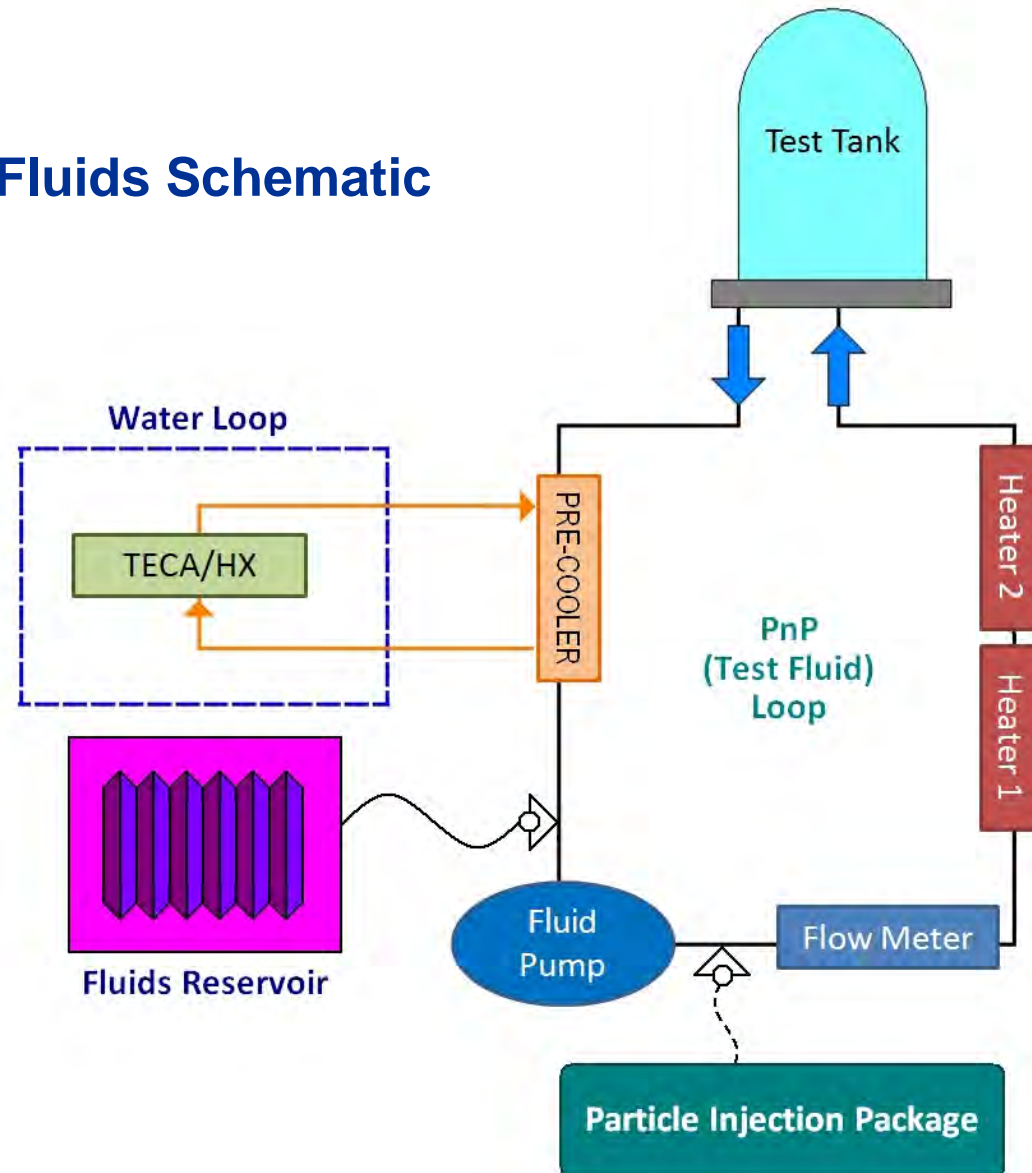 Fluids Schematic
Test Tank
Water Loop
TECA/HX
PRE-COOLER
Heater 2
PnP
(Test Fluid)
Loop
Heater 1
Fluids Reservoir
Fluid
Pump
Flow Meter
Particle Injection Package